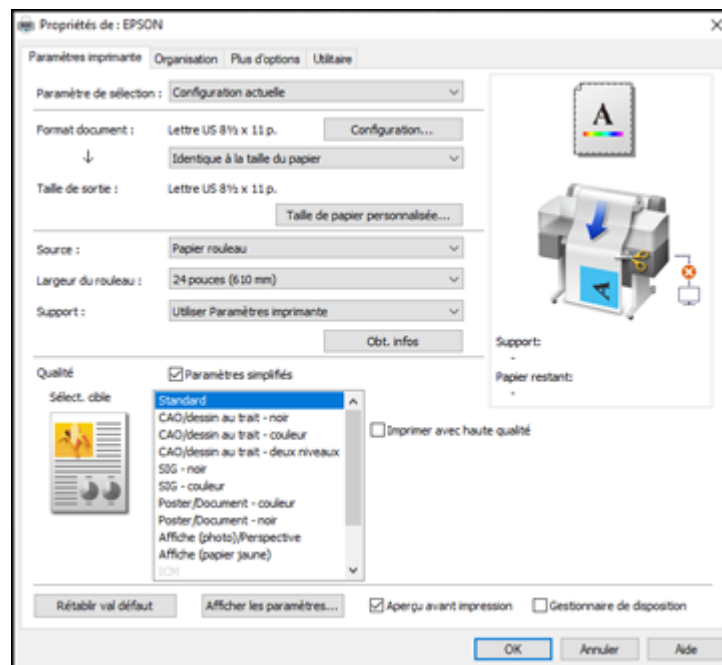 Propriétés de : EPSON
Paramètres imprimante Organisation Plus d'options Utilitaire
Paramètre de sélection : Configuration actuelle
Format document : Lettre US 8½ x 11 p. Configuration...
Identique à la taille du papier
Taille de sortie : Lettre US 8½ x 11 p.
Taille de papier personnalisée...
Source : Papier rouleau
Largeur du rouleau : 24 pouces (610 mm)
Support : Utiliser Paramètres imprimante
Obt. infos
A
A
Support:
-
Papier restant:
-
Qualité Paramètres simplifiés
Sélect. cible
Standard
CAO/dessin au trait - noir
CAO/dessin au trait - couleur
CAO/dessin au trait - deux niveaux
SIG - noir
SIG - couleur
Poster/Document - couleur
Poster/Document - noir
Affiche (photo)/Perspective
Affiche (papier jaune)
ICM
Imprimer avec haute qualité
Rétablir val défaut Afficher les paramètres... Aperçu avant impression Gestionnaire de disposition
OK Annuler Aide